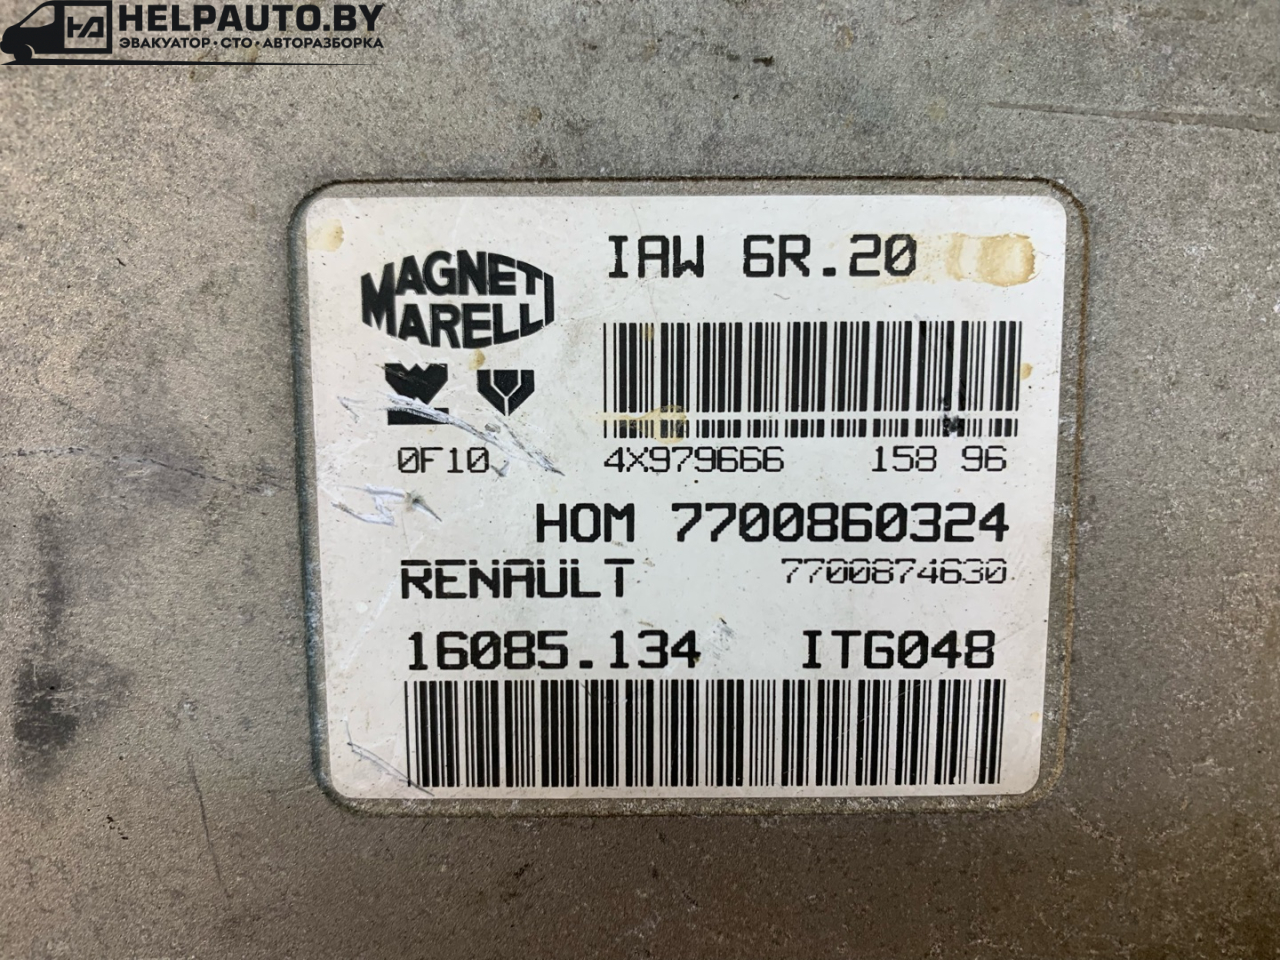 HELPAUTO.BY
ЭВАКУАТОР · СТО · АВТОРАЗБОРКА
IAW 6R.20
MAGNETI
MARELLI
0F10 4X979666 158 96
HOM 7700860324
RENAULT 7700874630
16085.134 ITG048